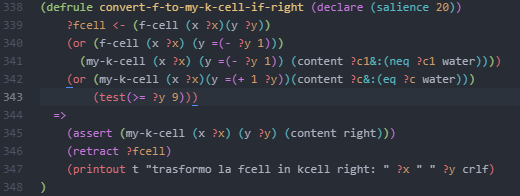 338 (defrule convert-f-to-my-k-cell-if-right (declare (salience 20))
339 ?fcell <- (f-cell (x ?x)(y ?y))
340 (or (f-cell (x ?x) (y =(- ?y 1)))
341 (my-k-cell (x ?x) (y =(- ?y 1)) (content ?c1&:(neq ?c1 water))))
342 (or (my-k-cell (x ?x)(y =(+ 1 ?y))(content ?c&:(eq ?c water)))
343 (test(>= ?y 9)))
344 =>
345 (assert (my-k-cell (x ?x) (y ?y) (content right)))
346 (retract ?fcell)
347 (printout t "trasformo la fcell in kcell right: " ?x " " ?y crlf)
348 )